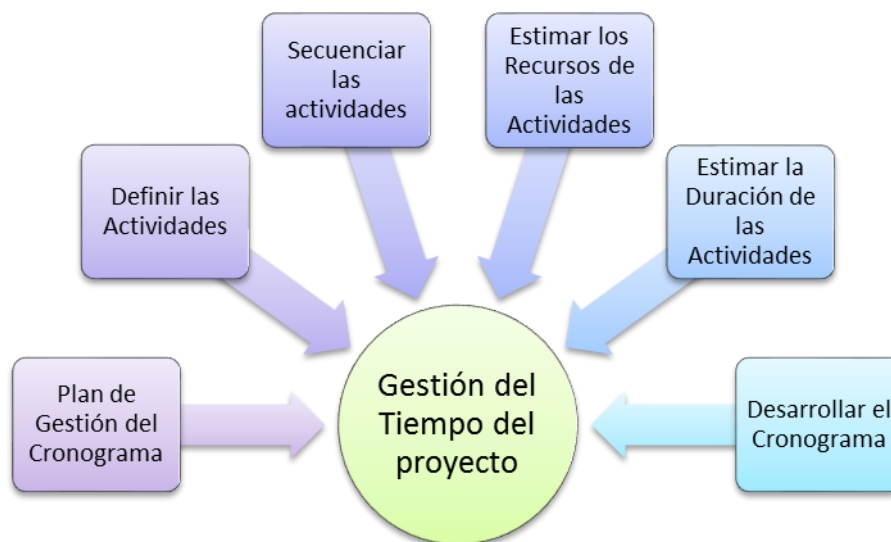 Secuenciar
las
actividades
Estimar los
Recursos de
las
Actividades
Definir las
Actividades
Estimar la
Duración de
las
Actividades
Plan de
Gestión del
Cronograma
Gestión del
Tiempo del
proyecto
Desarrollar el
Cronograma